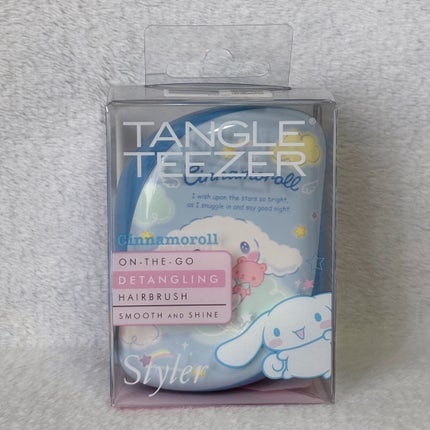 TANGLE®
TEEZER
Cinnamoroll
I wish upon the stars so bright,
as I snuggle in and say good night
Cinnamoroll
ON-THE-GO
DETANGLING
HAIRBRUSH
SMOOTH AND SHINE
Styler